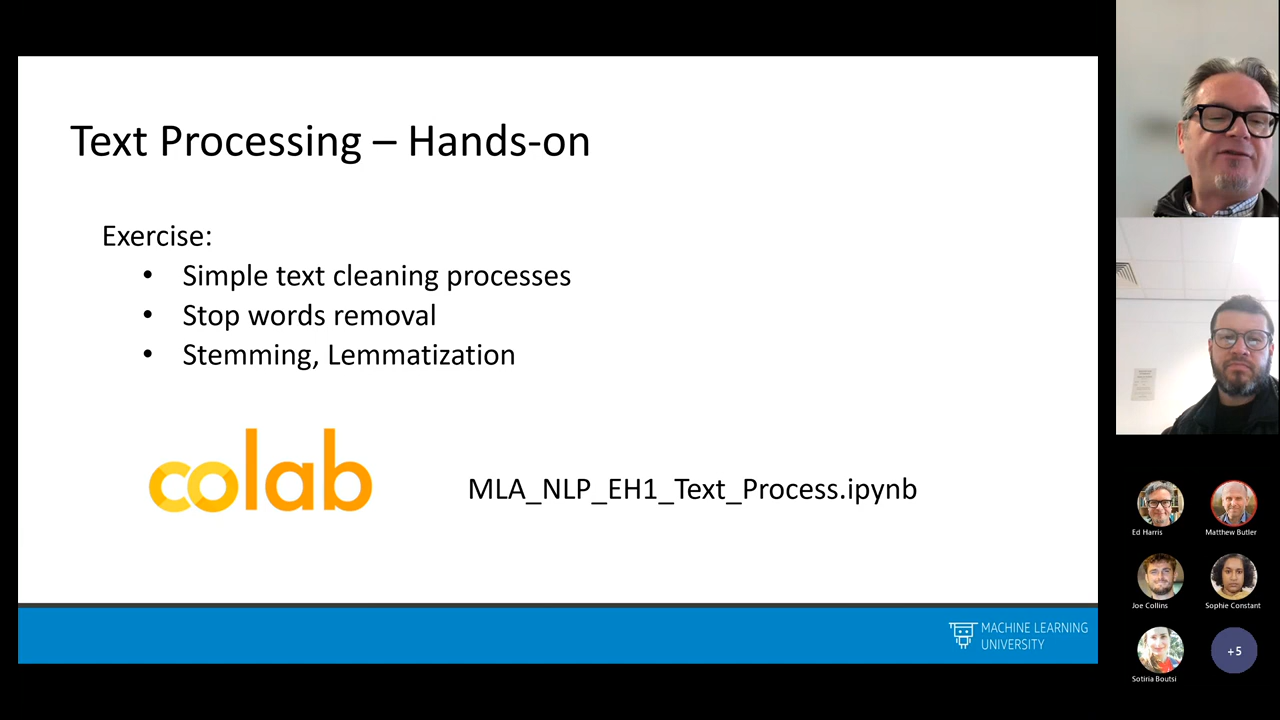 Text Processing – Hands-on
Exercise:
• Simple text cleaning processes
• Stop words removal
• Stemming, Lemmatization
colab
MLA_NLP_EH1_Text_Process.ipynb
MACHINE LEARNING
UNIVERSITY
Ed Harris
Matthew Butler
Joe Collins
Sophie Constant
Sotiria Boutsi
+5